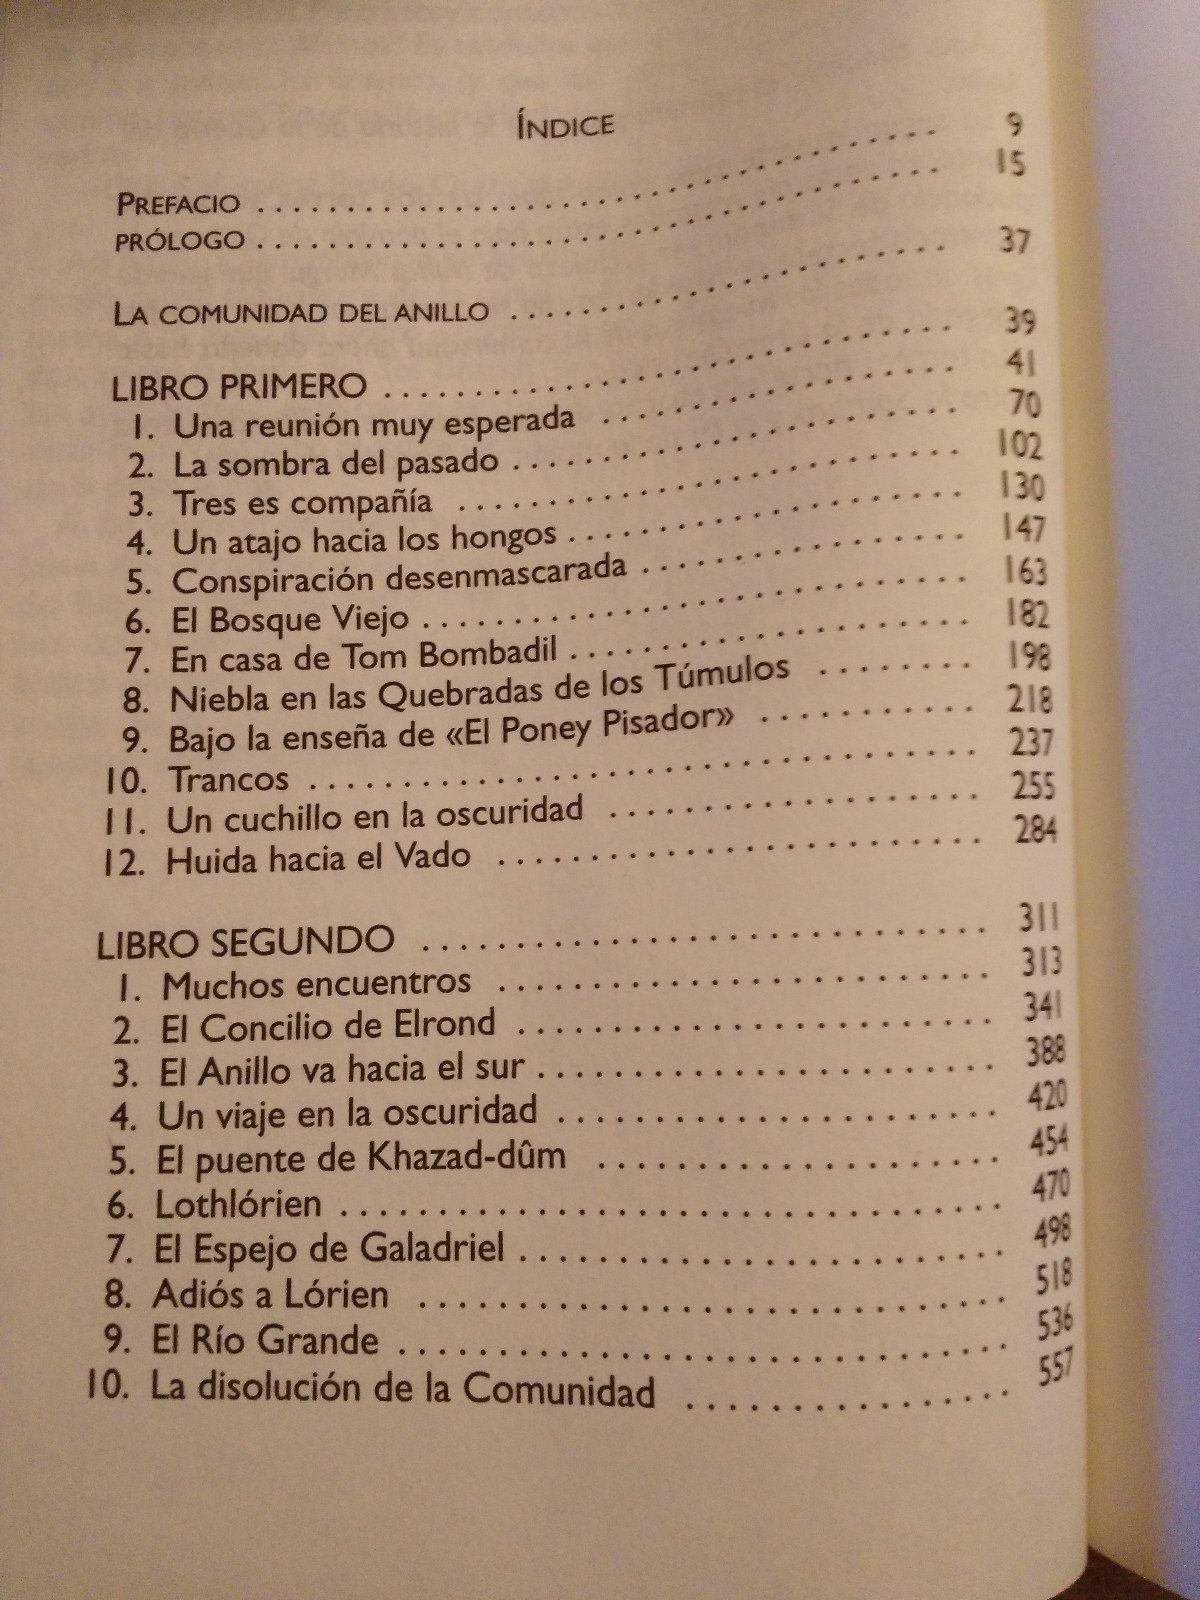 ÍNDICE
PREFACIO . . . . . . . . . . . . . . . . . . . . . . . . . . . . . . . . . . 9
PRÓLOGO . . . . . . . . . . . . . . . . . . . . . . . . . . . . . . . . . . 15
LA COMUNIDAD DEL ANILLO . . . . . . . . . . . . . . . . . . . . 37
LIBRO PRIMERO . . . . . . . . . . . . . . . . . . . . . . . . . . . . 39
1. Una reunión muy esperada . . . . . . . . . . . . . . . . . . 41
2. La sombra del pasado . . . . . . . . . . . . . . . . . . . . . . 70
3. Tres es compañía . . . . . . . . . . . . . . . . . . . . . . . . 102
4. Un atajo hacia los hongos . . . . . . . . . . . . . . . . . . . 130
5. Conspiración desenmascarada . . . . . . . . . . . . . . . . 147
6. El Bosque Viejo . . . . . . . . . . . . . . . . . . . . . . . . . . 163
7. En casa de Tom Bombadil . . . . . . . . . . . . . . . . . . . 182
8. Niebla en las Quebradas de los Túmulos . . . . . . . . 198
9. Bajo la enseña de «El Poney Pisador» . . . . . . . . . . 218
10. Trancos . . . . . . . . . . . . . . . . . . . . . . . . . . . . . . 237
11. Un cuchillo en la oscuridad . . . . . . . . . . . . . . . . . 255
12. Huida hacia el Vado . . . . . . . . . . . . . . . . . . . . . . 284
LIBRO SEGUNDO . . . . . . . . . . . . . . . . . . . . . . . . . . . 311
1. Muchos encuentros . . . . . . . . . . . . . . . . . . . . . . . 313
2. El Concilio de Elrond . . . . . . . . . . . . . . . . . . . . . . 341
3. El Anillo va hacia el sur . . . . . . . . . . . . . . . . . . . . . 388
4. Un viaje en la oscuridad . . . . . . . . . . . . . . . . . . . . 420
5. El puente de Khazad-dûm . . . . . . . . . . . . . . . . . . 454
6. Lothlórien . . . . . . . . . . . . . . . . . . . . . . . . . . . . . . 470
7. El Espejo de Galadriel . . . . . . . . . . . . . . . . . . . . . . 498
8. Adiós a Lórien . . . . . . . . . . . . . . . . . . . . . . . . . . . 518
9. El Río Grande . . . . . . . . . . . . . . . . . . . . . . . . . . . 536
10. La disolución de la Comunidad . . . . . . . . . . . . . . 557